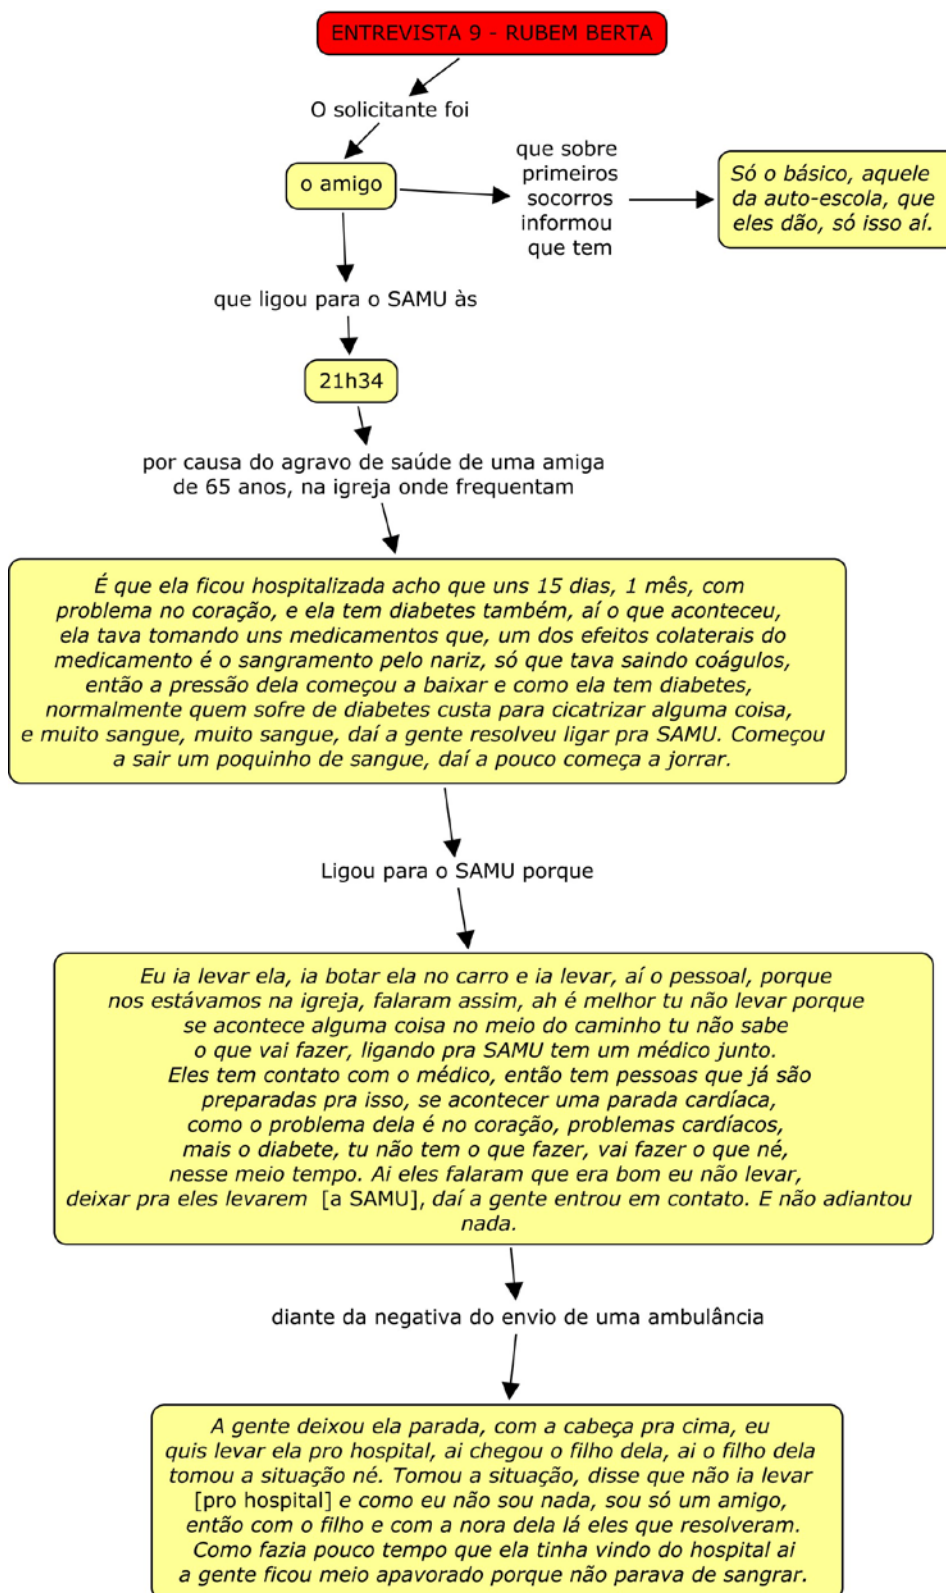 ENTREVISTA 9 - RUBEM BERTA
O solicitante foi
o amigo
que sobre
primeiros
socorros
informou
que tem
Só o básico, aquele
da auto-escola, que
eles dão, só isso aí.
que ligou para o SAMU às
21h34
por causa do agravo de saúde de uma amiga
de 65 anos, na igreja onde frequentam
É que ela ficou hospitalizada acho que uns 15 dias, 1 mês, com
problema no coração, e ela tem diabetes também, aí o que aconteceu,
ela tava tomando uns medicamentos que, um dos efeitos colaterais do
medicamento é o sangramento pelo nariz, só que tava saindo coágulos,
então a pressão dela começou a baixar e como ela tem diabetes,
normalmente quem sofre de diabetes custa para cicatrizar alguma coisa,
e muito sangue, muito sangue, daí a gente resolveu ligar pra SAMU. Começou
a sair um poquinho de sangue, daí a pouco começa a jorrar.
Ligou para o SAMU porque
Eu ia levar ela, ia botar ela no carro e ia levar, aí o pessoal, porque
nos estávamos na igreja, falaram assim, ah é melhor tu não levar porque
se acontece alguma coisa no meio do caminho tu não sabe
o que vai fazer, ligando pra SAMU tem um médico junto.
Eles tem contato com o médico, então tem pessoas que já são
preparadas pra isso, se acontecer uma parada cardíaca,
como o problema dela é no coração, problemas cardíacos,
mais o diabete, tu não tem o que fazer, vai fazer o que né,
nesse meio tempo. Ai eles falaram que era bom eu não levar,
deixar pra eles levarem [a SAMU], daí a gente entrou em contato. E não adiantou
nada.
diante da negativa do envio de uma ambulância
A gente deixou ela parada, com a cabeça pra cima, eu
quis levar ela pro hospital, ai chegou o filho dela, ai o filho dela
tomou a situação né. Tomou a situação, disse que não ia levar
[pro hospital] e como eu não sou nada, sou só um amigo,
então com o filho e com a nora dela lá eles que resolveram.
Como fazia pouco tempo que ela tinha vindo do hospital ai
a gente ficou meio apavorado porque não parava de sangrar.